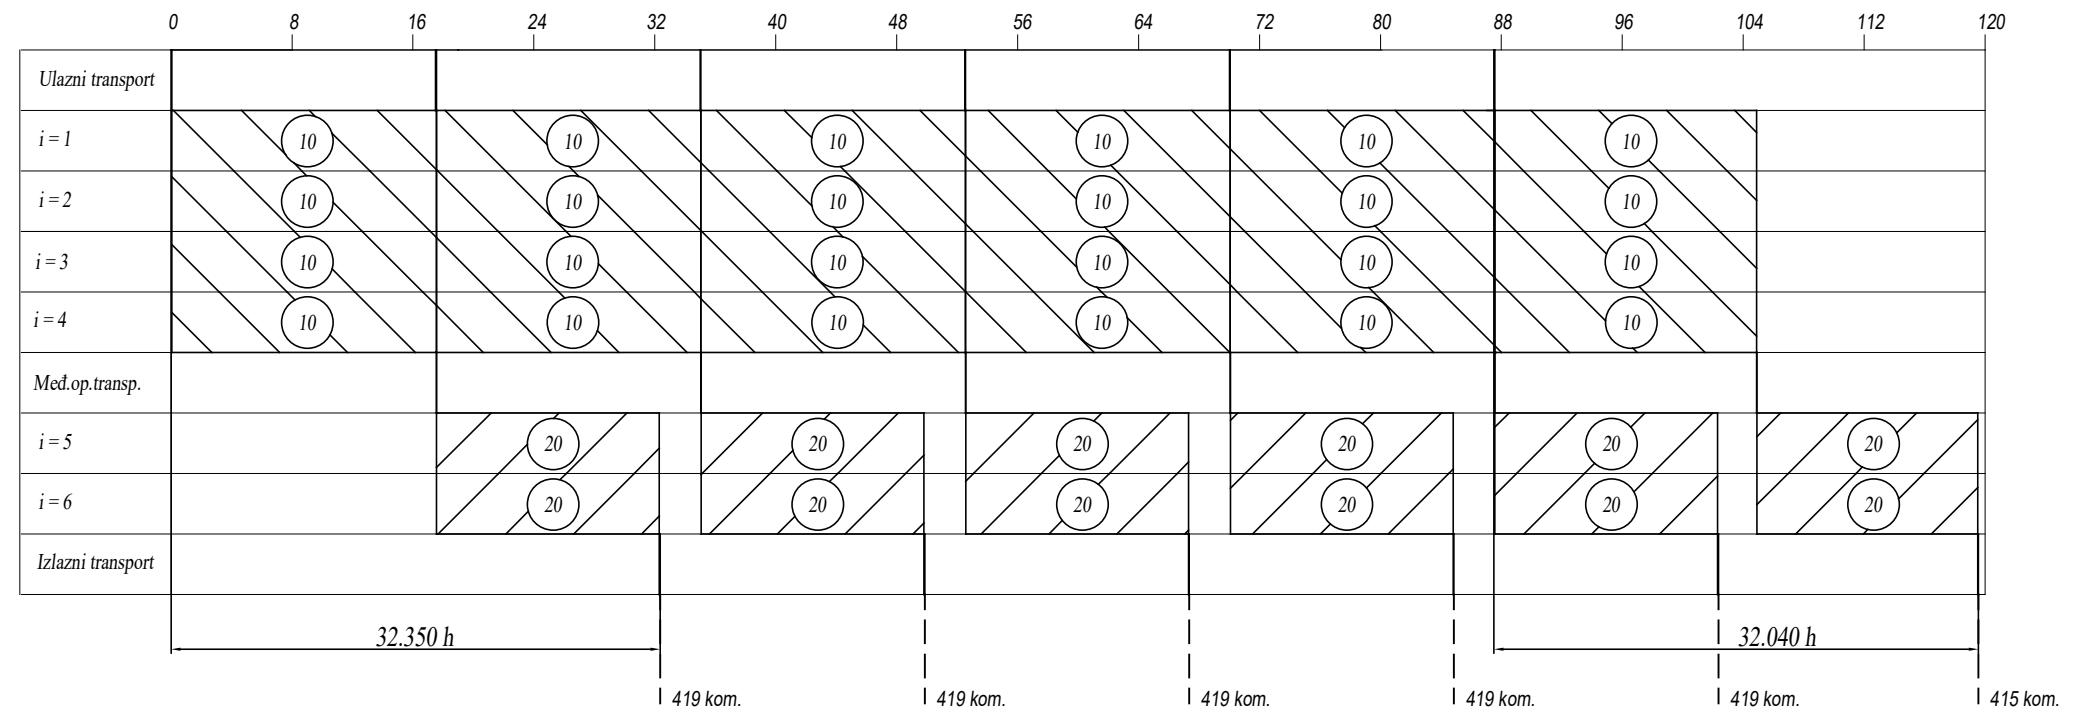 0 8 16 24 32 40 48 56 64 72 80 88 96 104 112 120
Ulazni transport
i = 1 10 10 10 10 10 10
i = 2 10 10 10 10 10 10
i = 3 10 10 10 10 10 10
i = 4 10 10 10 10 10 10
Međ.op.transp.
i = 5 20 20 20 20 20 20
i = 6 20 20 20 20 20 20
Izlazni transport
32.350 h 32.040 h
419 kom. 419 kom. 419 kom. 419 kom. 419 kom. 415 kom.